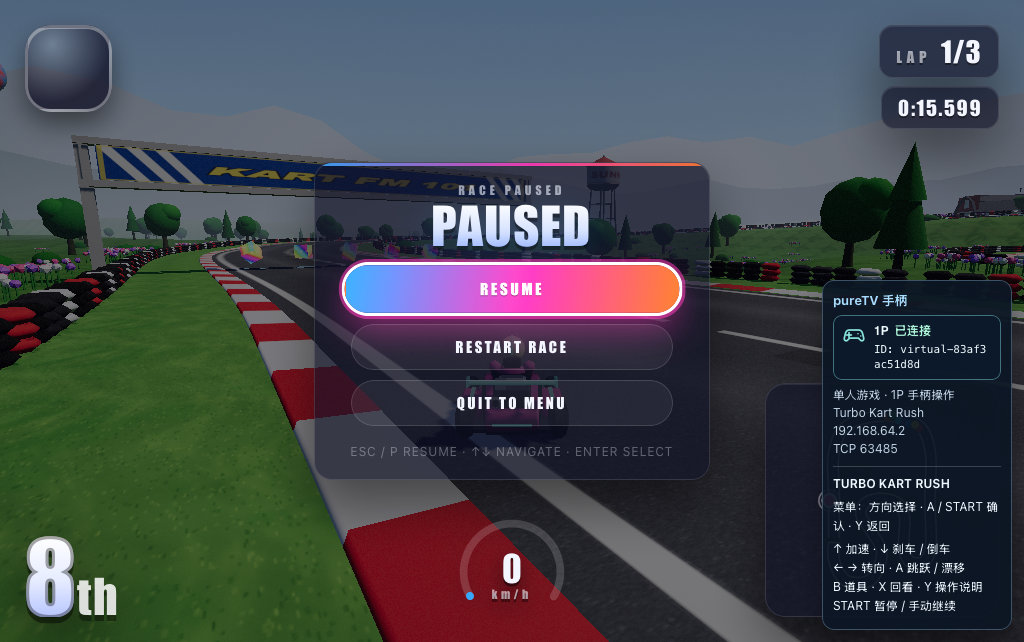 LAP 1/3
0:15.599
KART FM 10
RACE PAUSED
PAUSED
RESUME
RESTART RACE
QUIT TO MENU
ESC / P RESUME · ↑↓ NAVIGATE · ENTER SELECT
8th
0
km/h
pureTV 手柄
1P 已连接
ID: virtual-83af3
ac51d8d
单人游戏 · 1P 手柄操作
Turbo Kart Rush
192.168.64.2
TCP 63485
TURBO KART RUSH
菜单: 方向选择 · A / START 确
认 · Y 返回
↑ 加速 · ↓ 刹车 / 倒车
← → 转向 · A 跳跃 / 漂移
B 道具 · X 回看 · Y 操作说明
START 暂停 / 手动继续